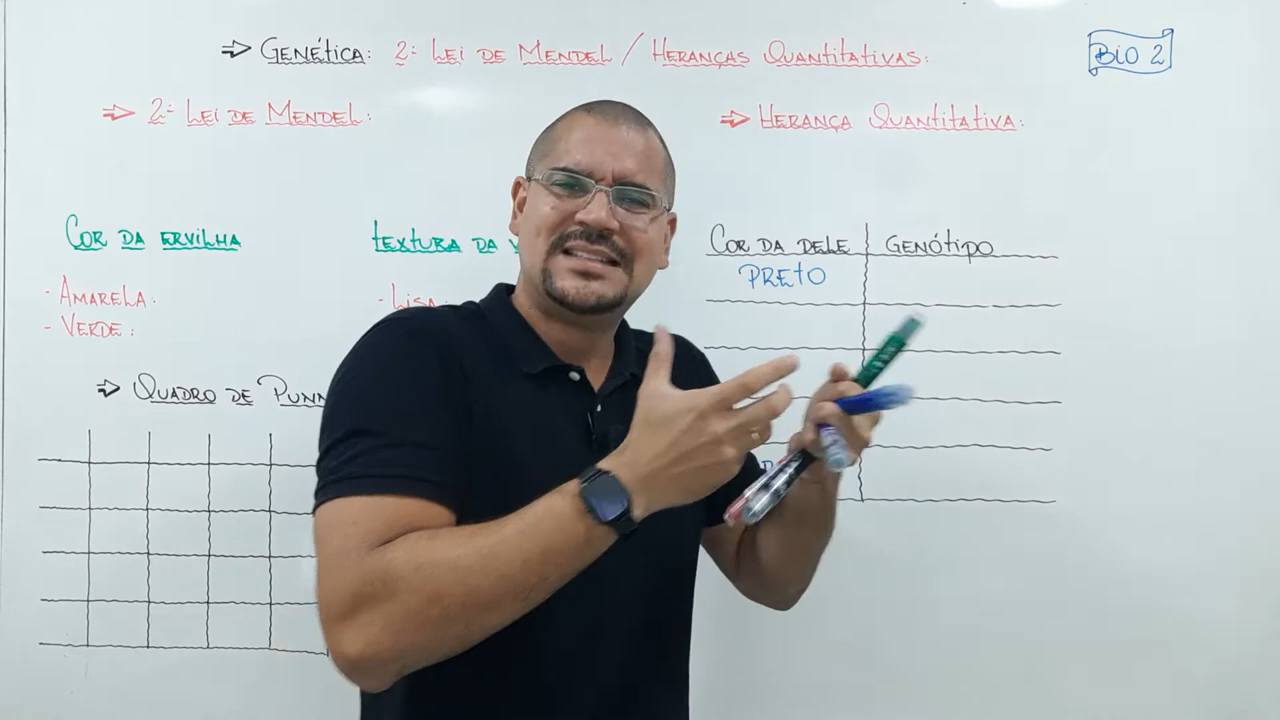 ⇒ GENÉTICA: 2ª LEI DE MENDEL / HERANÇAS QUANTITATIVAS:
BIO 2
⇒ 2ª LEI DE MENDEL:
⇒ HERANÇA QUANTITATIVA:
COR DA ERVILHA
TEXTURA DA
- AMARELA:
- VERDE:
- LISA:
COR DA PELE GENÓTIPO
PRETO
⇒ QUADRO DE PUNN